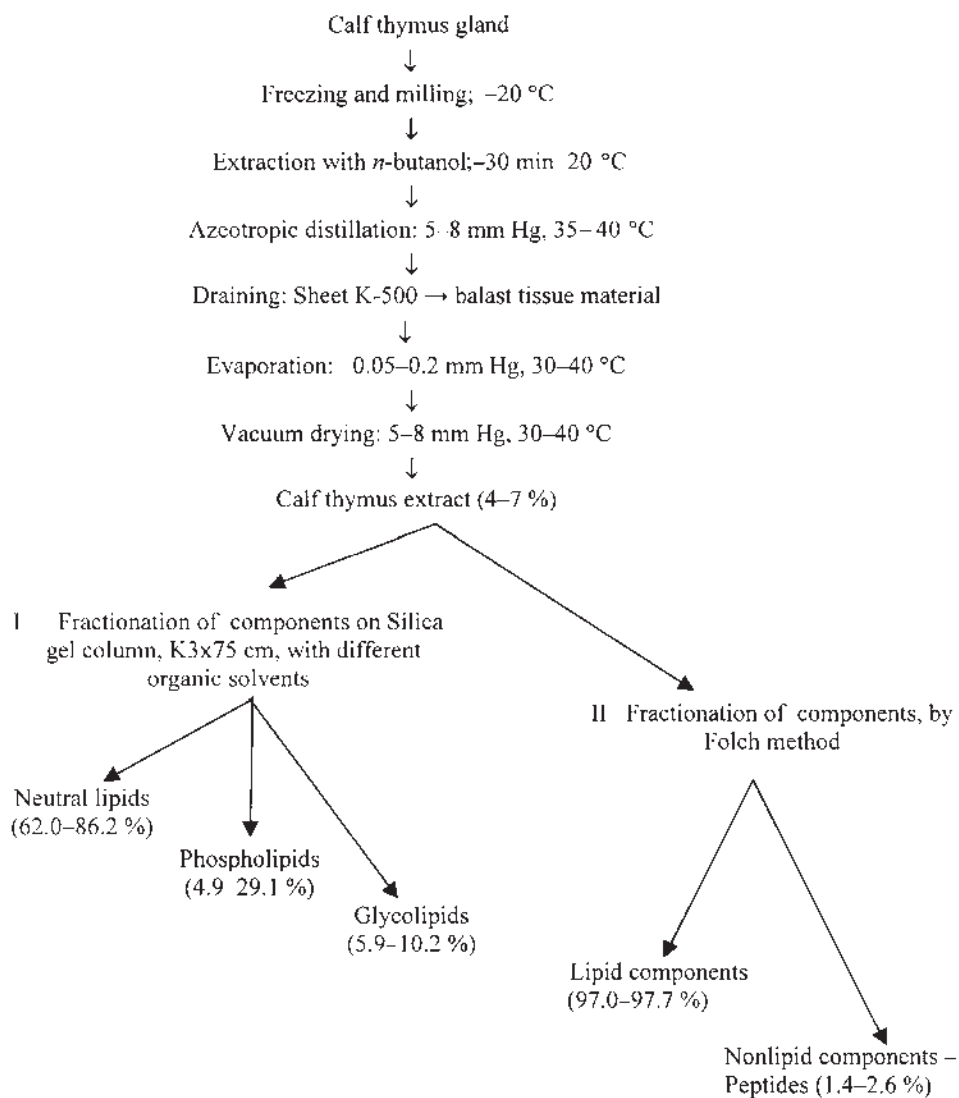 Calf thymus gland
↓
Freezing and milling; –20 °C
↓
Extraction with n-butanol;–30 min 20 °C
↓
Azeotropic distillation: 5–8 mm Hg, 35–40 °C
↓
Draining: Sheet K-500 → balast tissue material
↓
Evaporation: 0.05–0.2 mm Hg, 30–40 °C
↓
Vacuum drying: 5–8 mm Hg, 30–40 °C
↓
Calf thymus extract (4–7 %)
I Fractionation of components on Silica
gel column, K3x75 cm, with different
organic solvents
II Fractionation of components, by
Folch method
Neutral lipids
(62.0–86.2 %)
Phospholipids
(4.9 29.1 %)
Glycolipids
(5.9–10.2 %)
Lipid components
(97.0–97.7 %)
Nonlipid components –
Peptides (1.4–2.6 %)